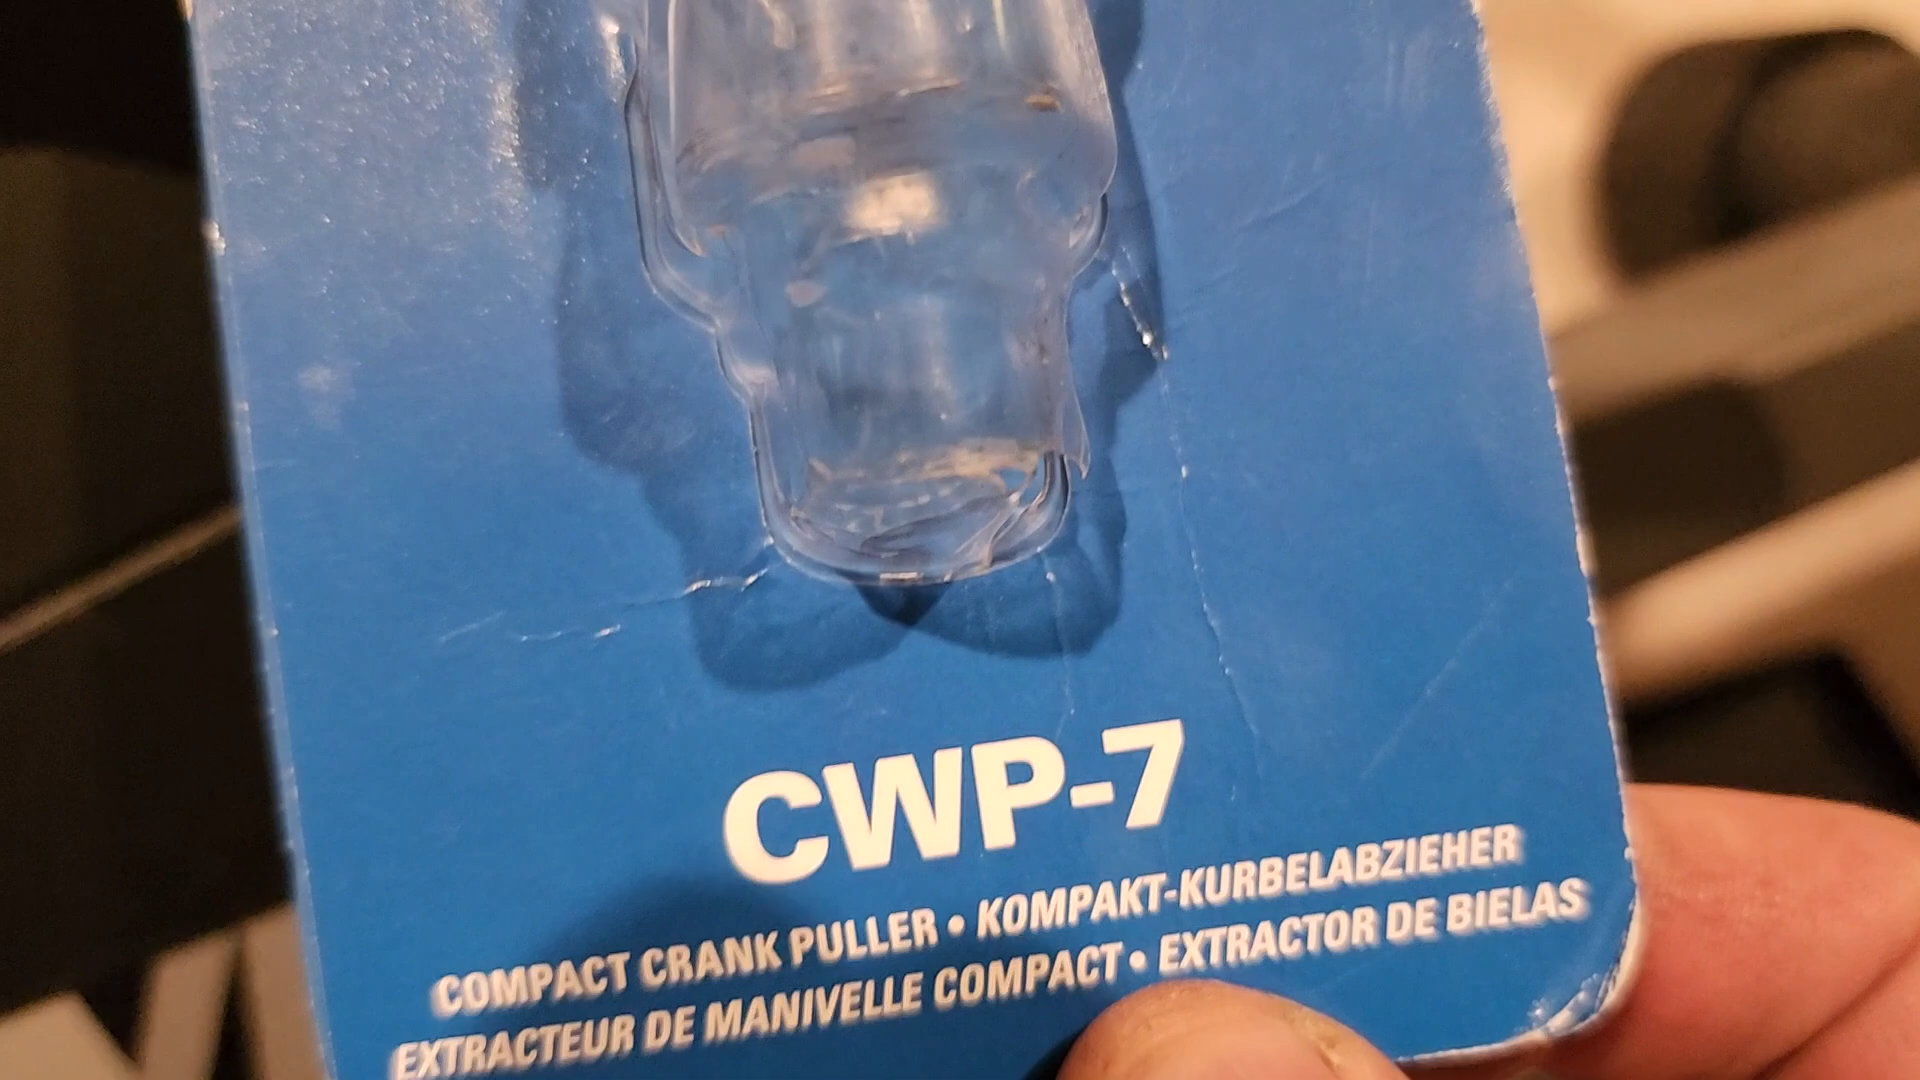 CWP-7
COMPACT CRANK PULLER • KOMPAKT-KURBELABZIEHER
EXTRACTEUR DE MANIVELLE COMPACT • EXTRACTOR DE BIELAS